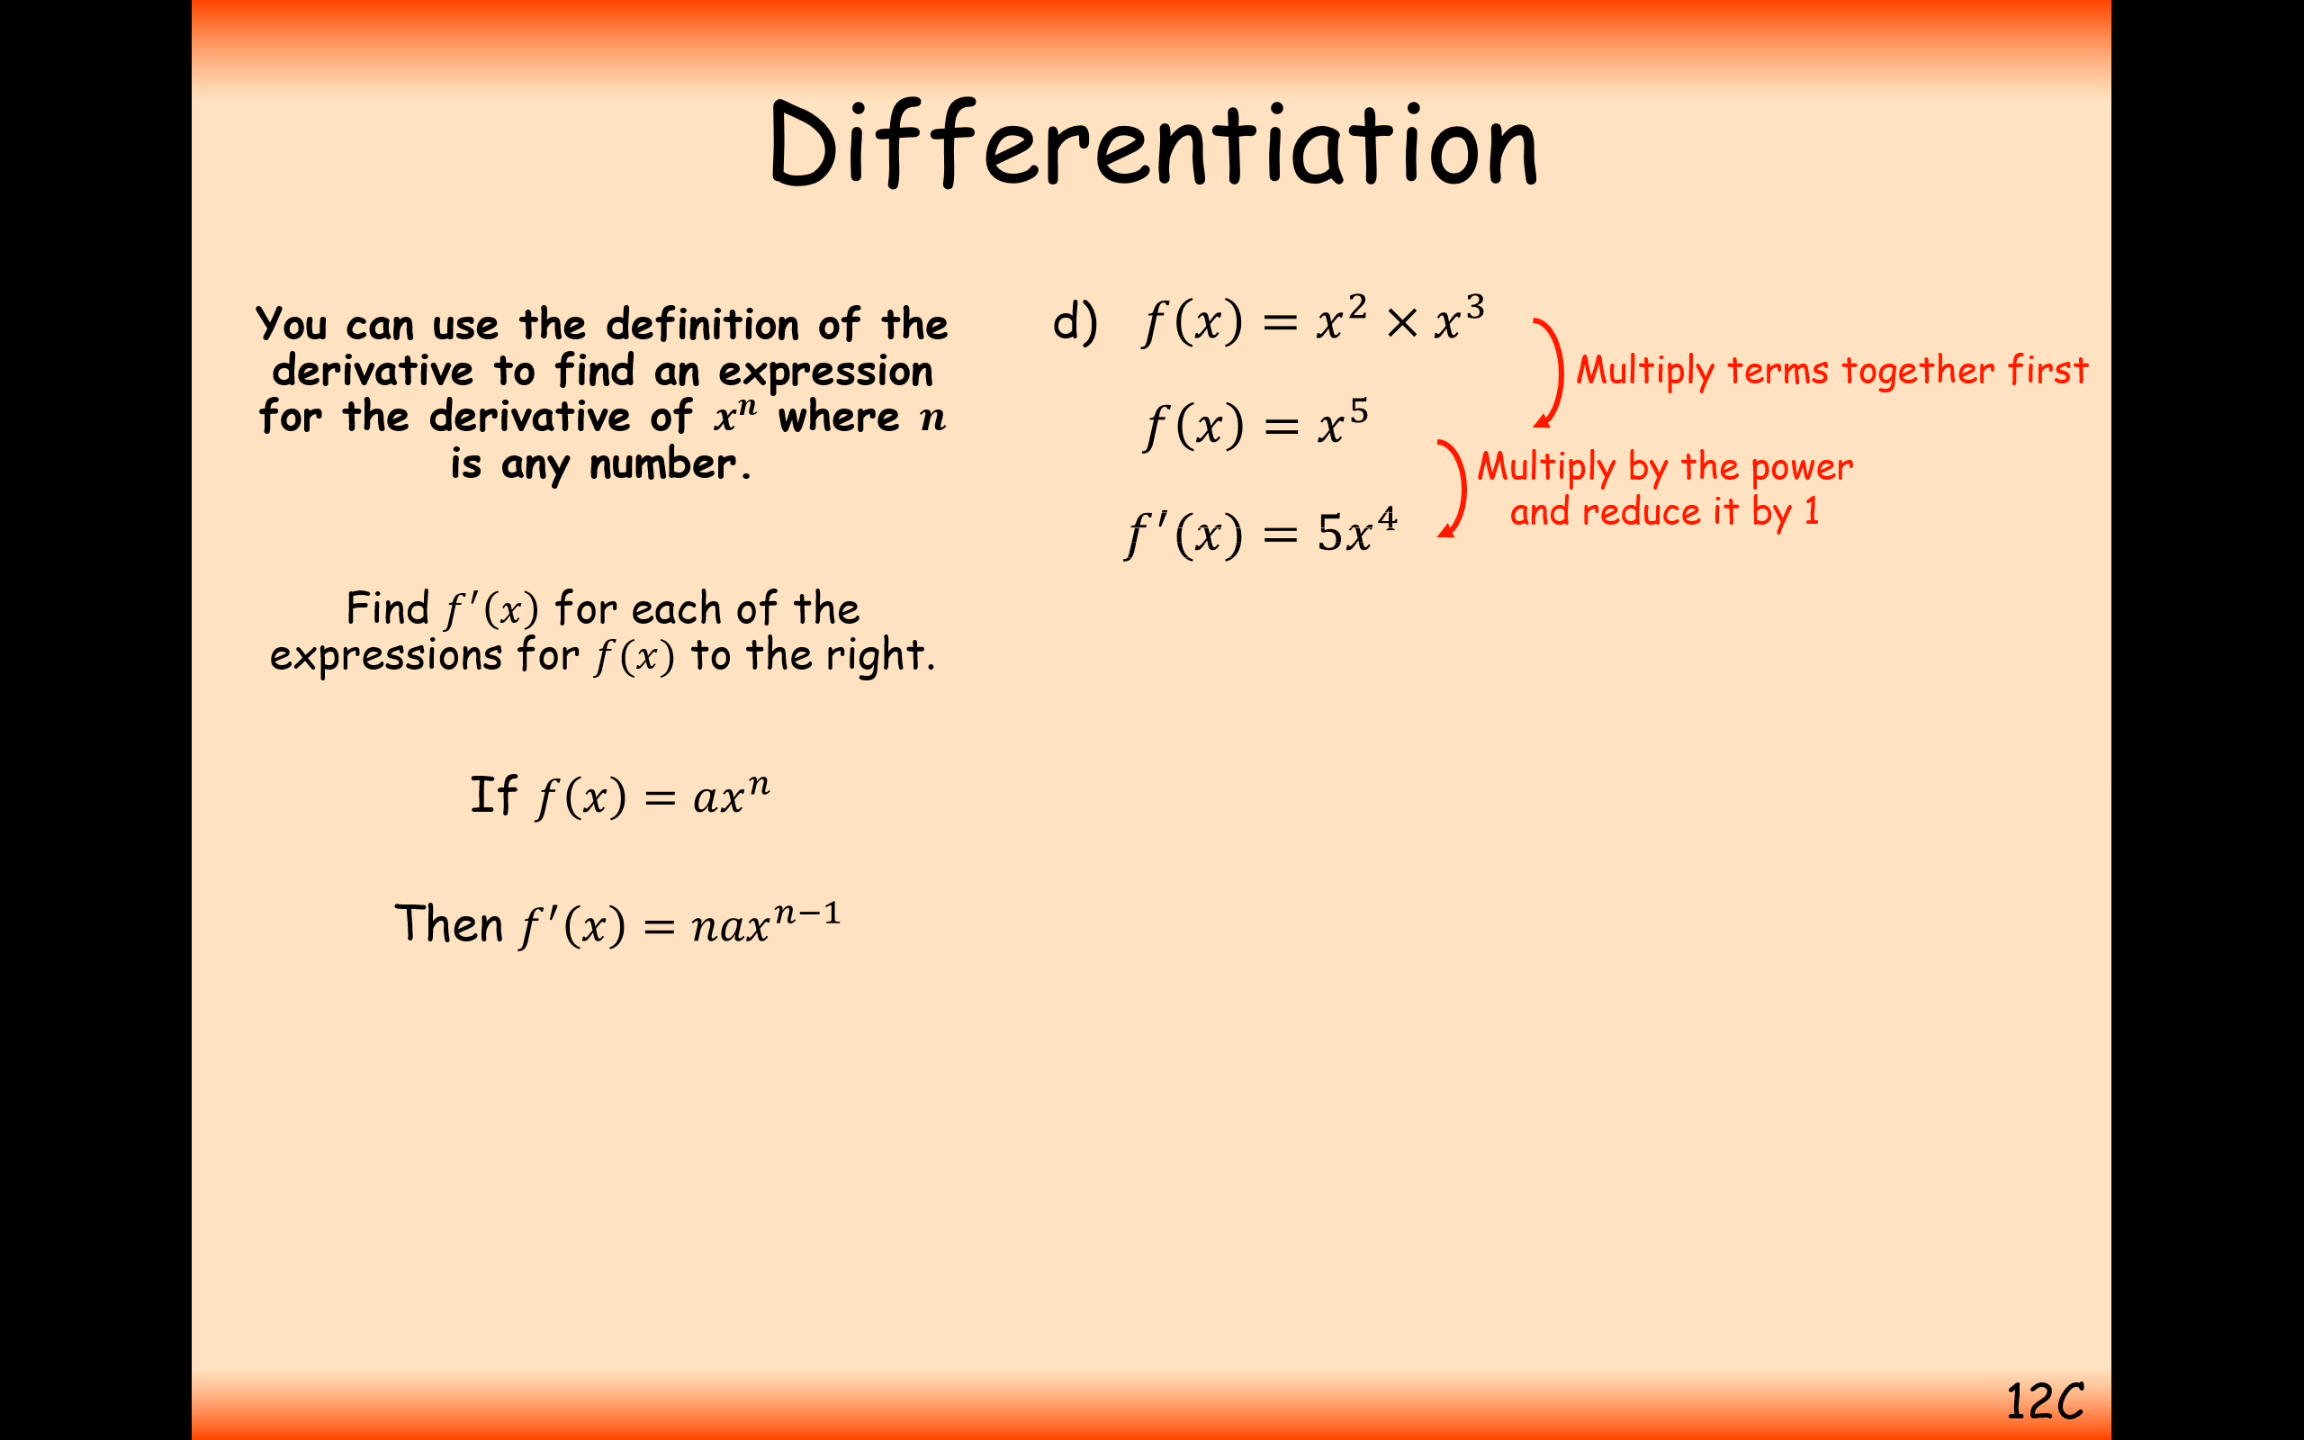 Differentiation
You can use the definition of the
derivative to find an expression
for the derivative of xⁿ where n
is any number.
Find f′(x) for each of the
expressions for f(x) to the right.
If f(x) = axⁿ
Then f′(x) = naxⁿ⁻¹
d) f(x) = x² × x³
Multiply terms together first
f(x) = x⁵
Multiply by the power
and reduce it by 1
f′(x) = 5x⁴
12C